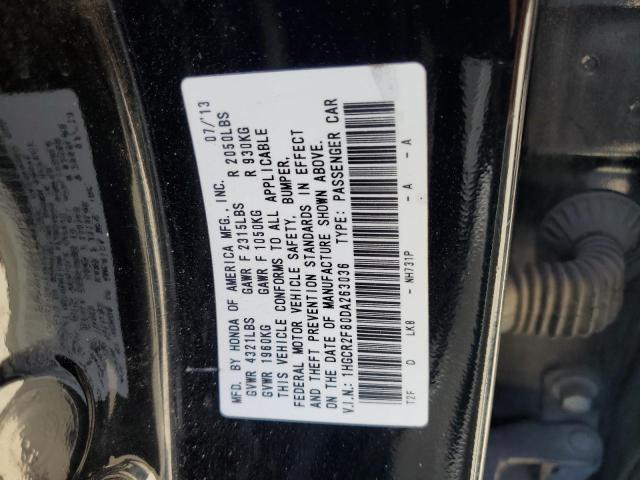 MFD. BY HONDA OF AMERICA MFG., INC. 07/'13
GVWR 4321LBS GAWR F 2315LBS R 2050LBS
GVWR 1960KG GAWR F 1050KG R 930KG
THIS VEHICLE CONFORMS TO ALL APPLICABLE
FEDERAL MOTOR VEHICLE SAFETY, BUMPER,
AND THEFT PREVENTION STANDARDS IN EFFECT
ON THE DATE OF MANUFACTURE SHOWN ABOVE.
V.I.N.: 1HGCR2F80DA263036 TYPE: PASSENGER CAR
T2F D LK8 - NH731P - A - A